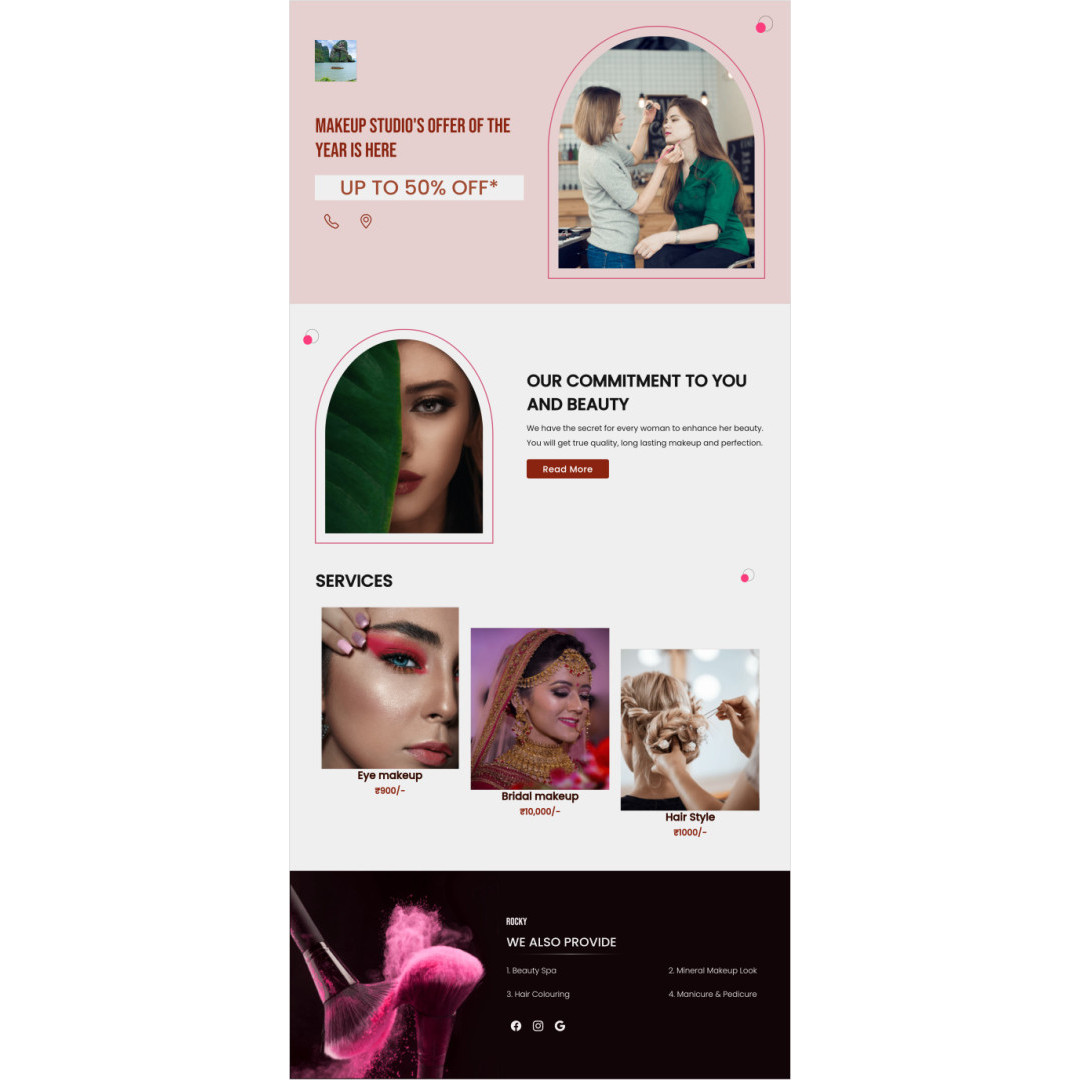 MAKEUP STUDIO'S OFFER OF THE
YEAR IS HERE
UP TO 50% OFF*
OUR COMMITMENT TO YOU
AND BEAUTY
We have the secret for every woman to enhance her beauty.
You will get true quality, long lasting makeup and perfection.
Read More
SERVICES
Eye makeup
₹900/-
Bridal makeup
₹10,000/-
Hair Style
₹1000/-
ROCKY
WE ALSO PROVIDE
1. Beauty Spa
2. Mineral Makeup Look
3. Hair Colouring
4. Manicure & Pedicure